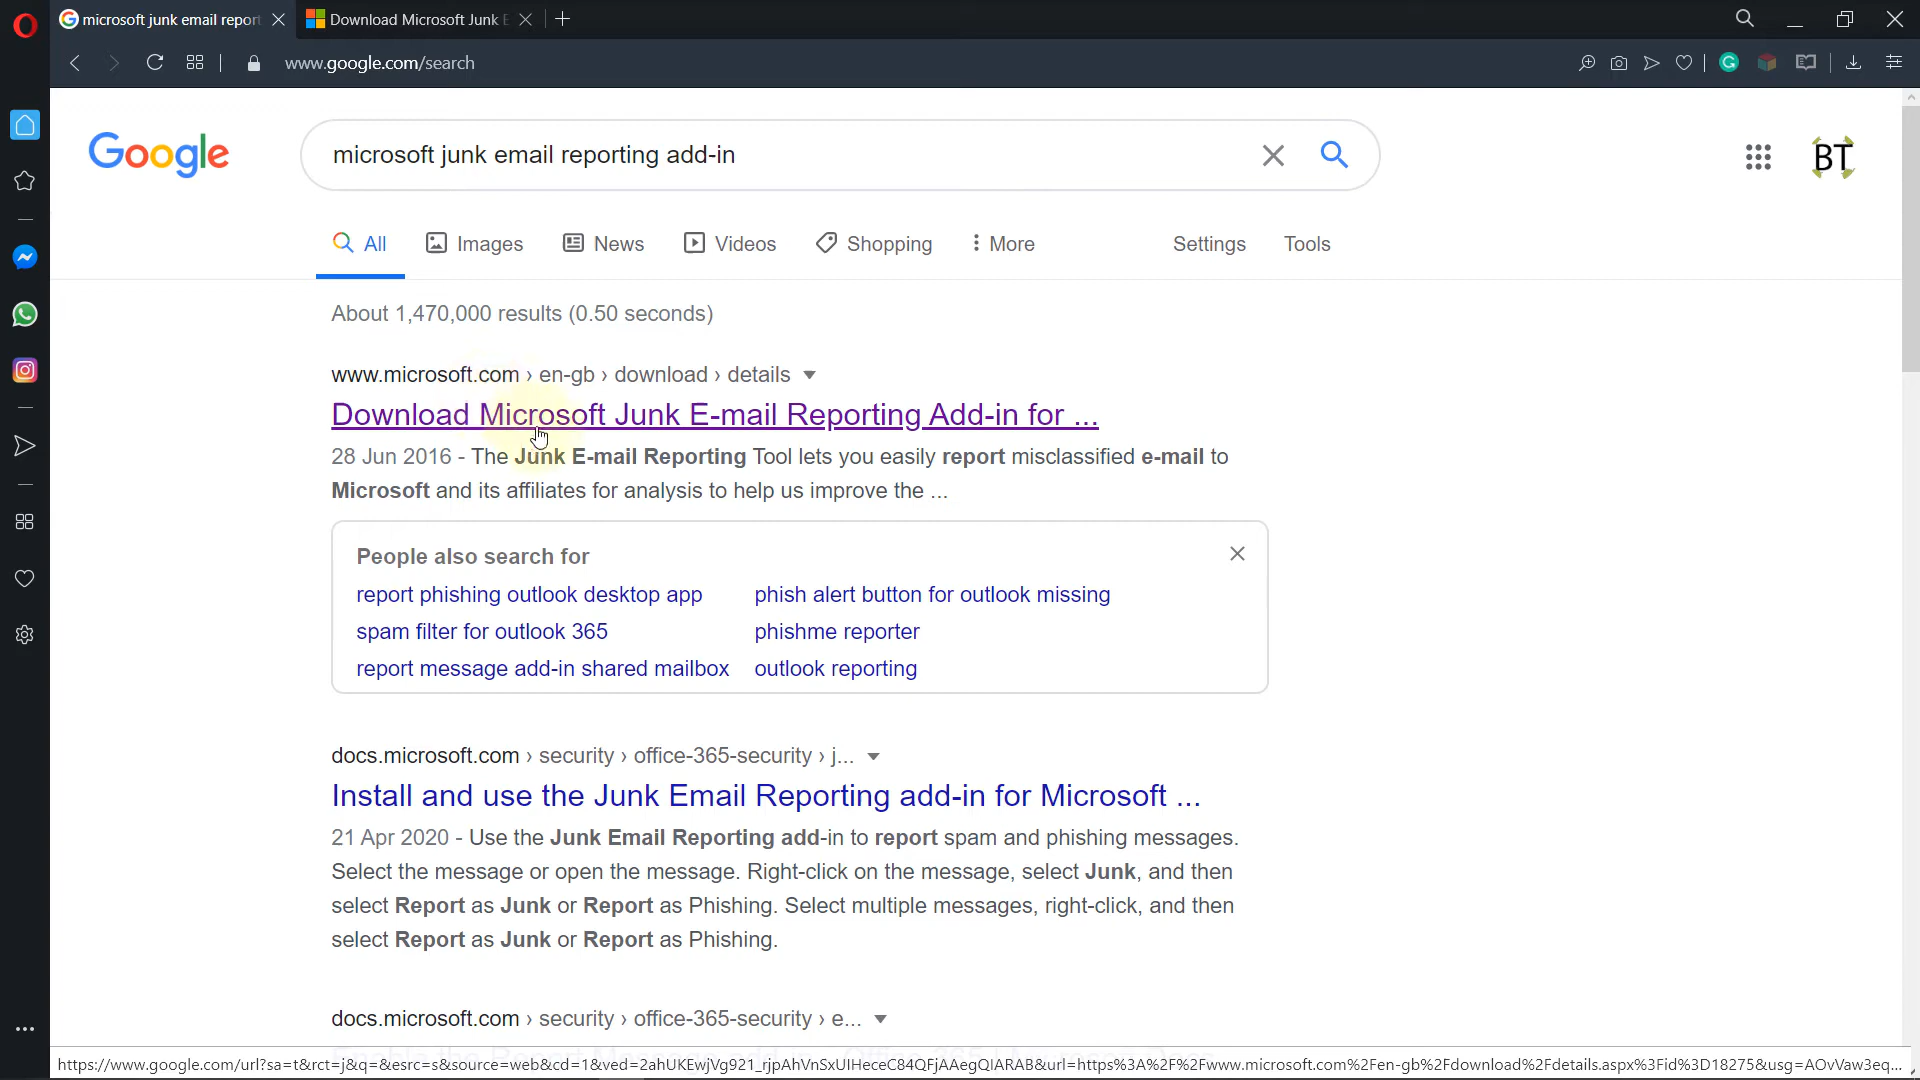 microsoft junk email report
Download Microsoft Junk E
www.google.com/search
Google
microsoft junk email reporting add-in
BT
All
Images
News
Videos
Shopping
More
Settings
Tools
About 1,470,000 results (0.50 seconds)
www.microsoft.com › en-gb › download › details
Download Microsoft Junk E-mail Reporting Add-in for ...
28 Jun 2016 - The Junk E-mail Reporting Tool lets you easily report misclassified e-mail to
Microsoft and its affiliates for analysis to help us improve the ...
People also search for
report phishing outlook desktop app
phish alert button for outlook missing
spam filter for outlook 365
phishme reporter
report message add-in shared mailbox
outlook reporting
docs.microsoft.com › security › office-365-security › j...
Install and use the Junk Email Reporting add-in for Microsoft ...
21 Apr 2020 - Use the Junk Email Reporting add-in to report spam and phishing messages.
Select the message or open the message. Right-click on the message, select Junk, and then
select Report as Junk or Report as Phishing. Select multiple messages, right-click, and then
select Report as Junk or Report as Phishing.
docs.microsoft.com › security › office-365-security › e...
https://www.google.com/url?sa=t&rct=j&q=&esrc=s&source=web&cd=1&ved=2ahUKEwjVg921_rjpAhVnSxUIHeceC84QFjAAegQIARAB&url=https%3A%2F%2Fwww.microsoft.com%2Fen-gb%2Fdownload%2Fdetails.aspx%3Fid%3D18275&usg=AOvVaw3eq...